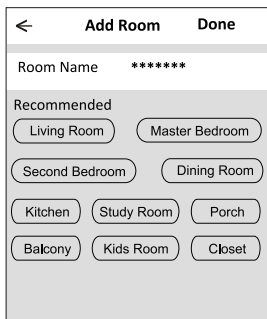 Add Room Done
Room Name *******
Recommended
Living Room Master Bedroom
Second Bedroom Dining Room
Kitchen Study Room Porch
Balcony Kids Room Closet